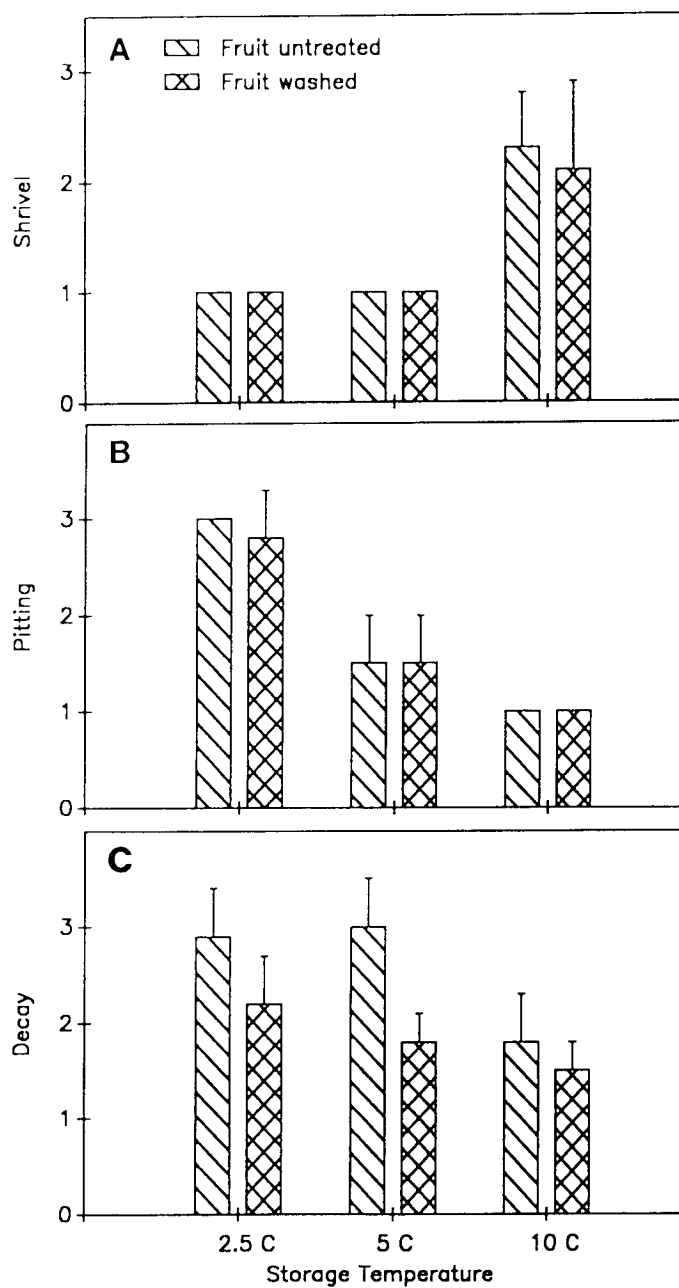 A
Fruit untreated
Fruit washed
3
2
1
0
Shrivel
B
3
2
1
0
Pitting
C
3
2
1
0
Decay
2.5 C 5 C 10 C
Storage Temperature